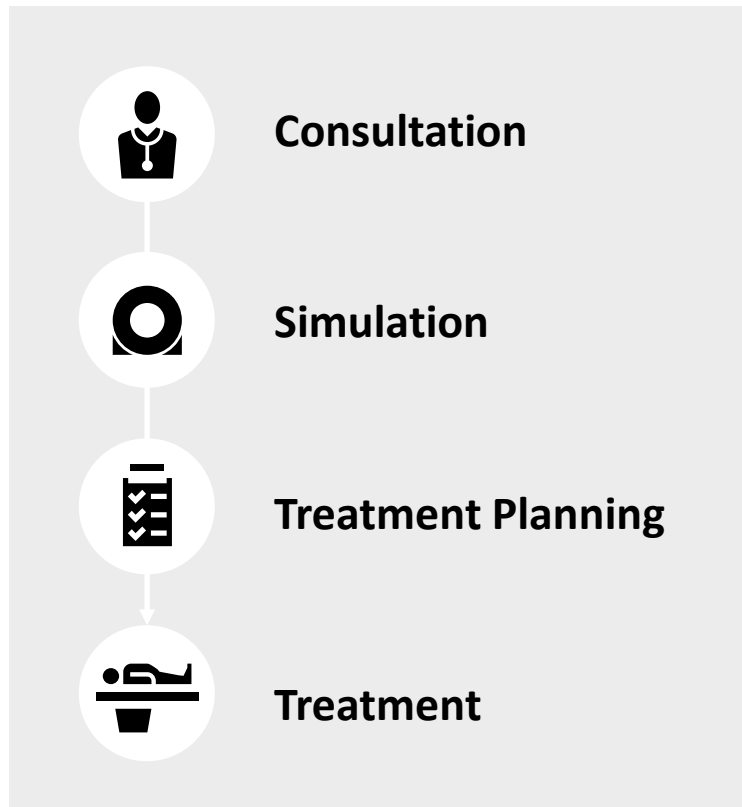 Consultation
Simulation
Treatment Planning
Treatment